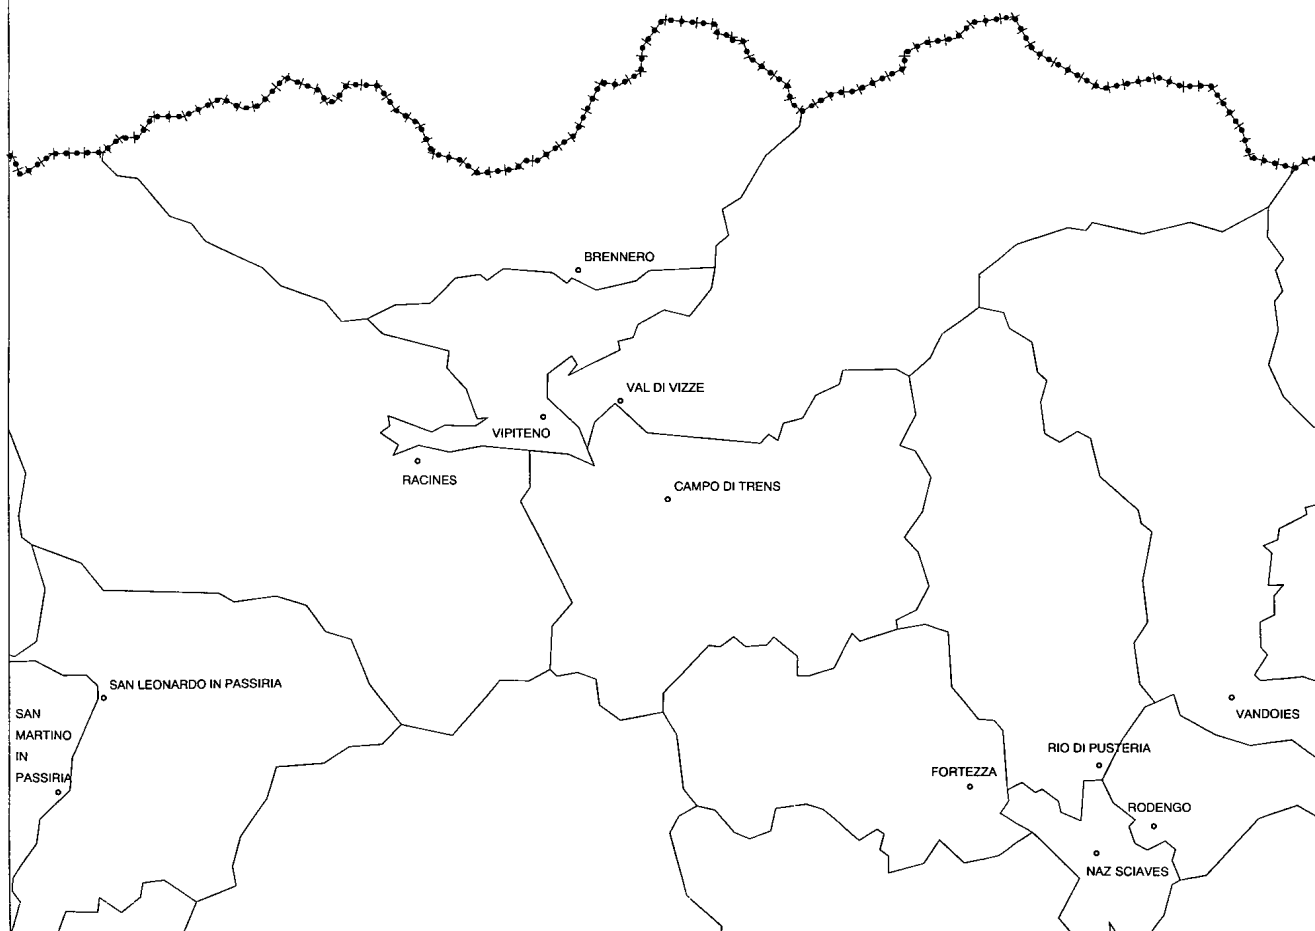 BRENNERO
VAL DI VIZZE
VIPITENO
RACINES
CAMPO DI TRENS
SAN LEONARDO IN PASSIRIA
SAN
MARTINO
IN
PASSIRIA
VANDOIES
RIO DI PUSTERIA
FORTEZZA
RODENGO
NAZ SCIAVES